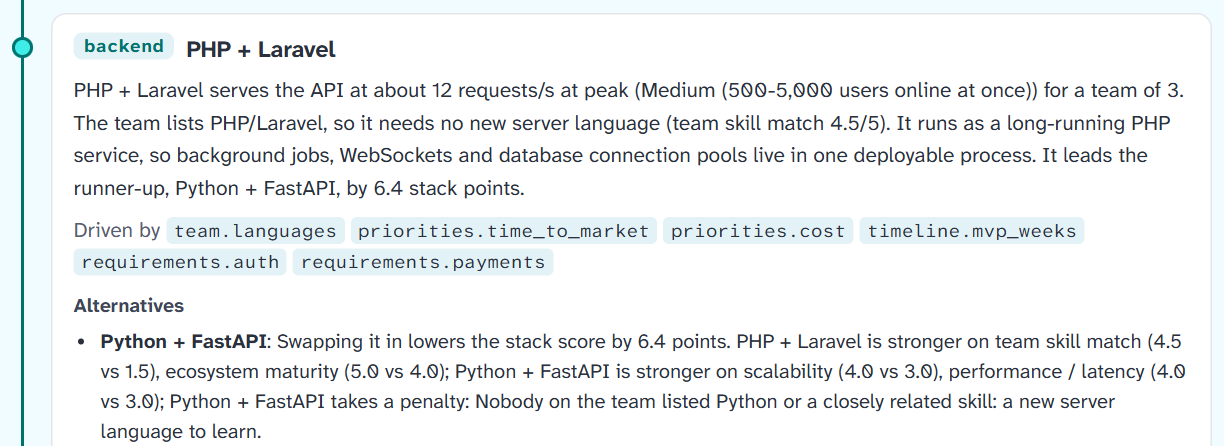 backend PHP + Laravel
PHP + Laravel serves the API at about 12 requests/s at peak (Medium (500-5,000 users online at once)) for a team of 3.
The team lists PHP/Laravel, so it needs no new server language (team skill match 4.5/5). It runs as a long-running PHP
service, so background jobs, WebSockets and database connection pools live in one deployable process. It leads the
runner-up, Python + FastAPI, by 6.4 stack points.
Driven by team.languages priorities.time_to_market priorities.cost timeline.mvp_weeks
requirements.auth requirements.payments
Alternatives
• Python + FastAPI: Swapping it in lowers the stack score by 6.4 points. PHP + Laravel is stronger on team skill match (4.5
vs 1.5), ecosystem maturity (5.0 vs 4.0); Python + FastAPI is stronger on scalability (4.0 vs 3.0), performance / latency (4.0
vs 3.0); Python + FastAPI takes a penalty: Nobody on the team listed Python or a closely related skill: a new server
language to learn.